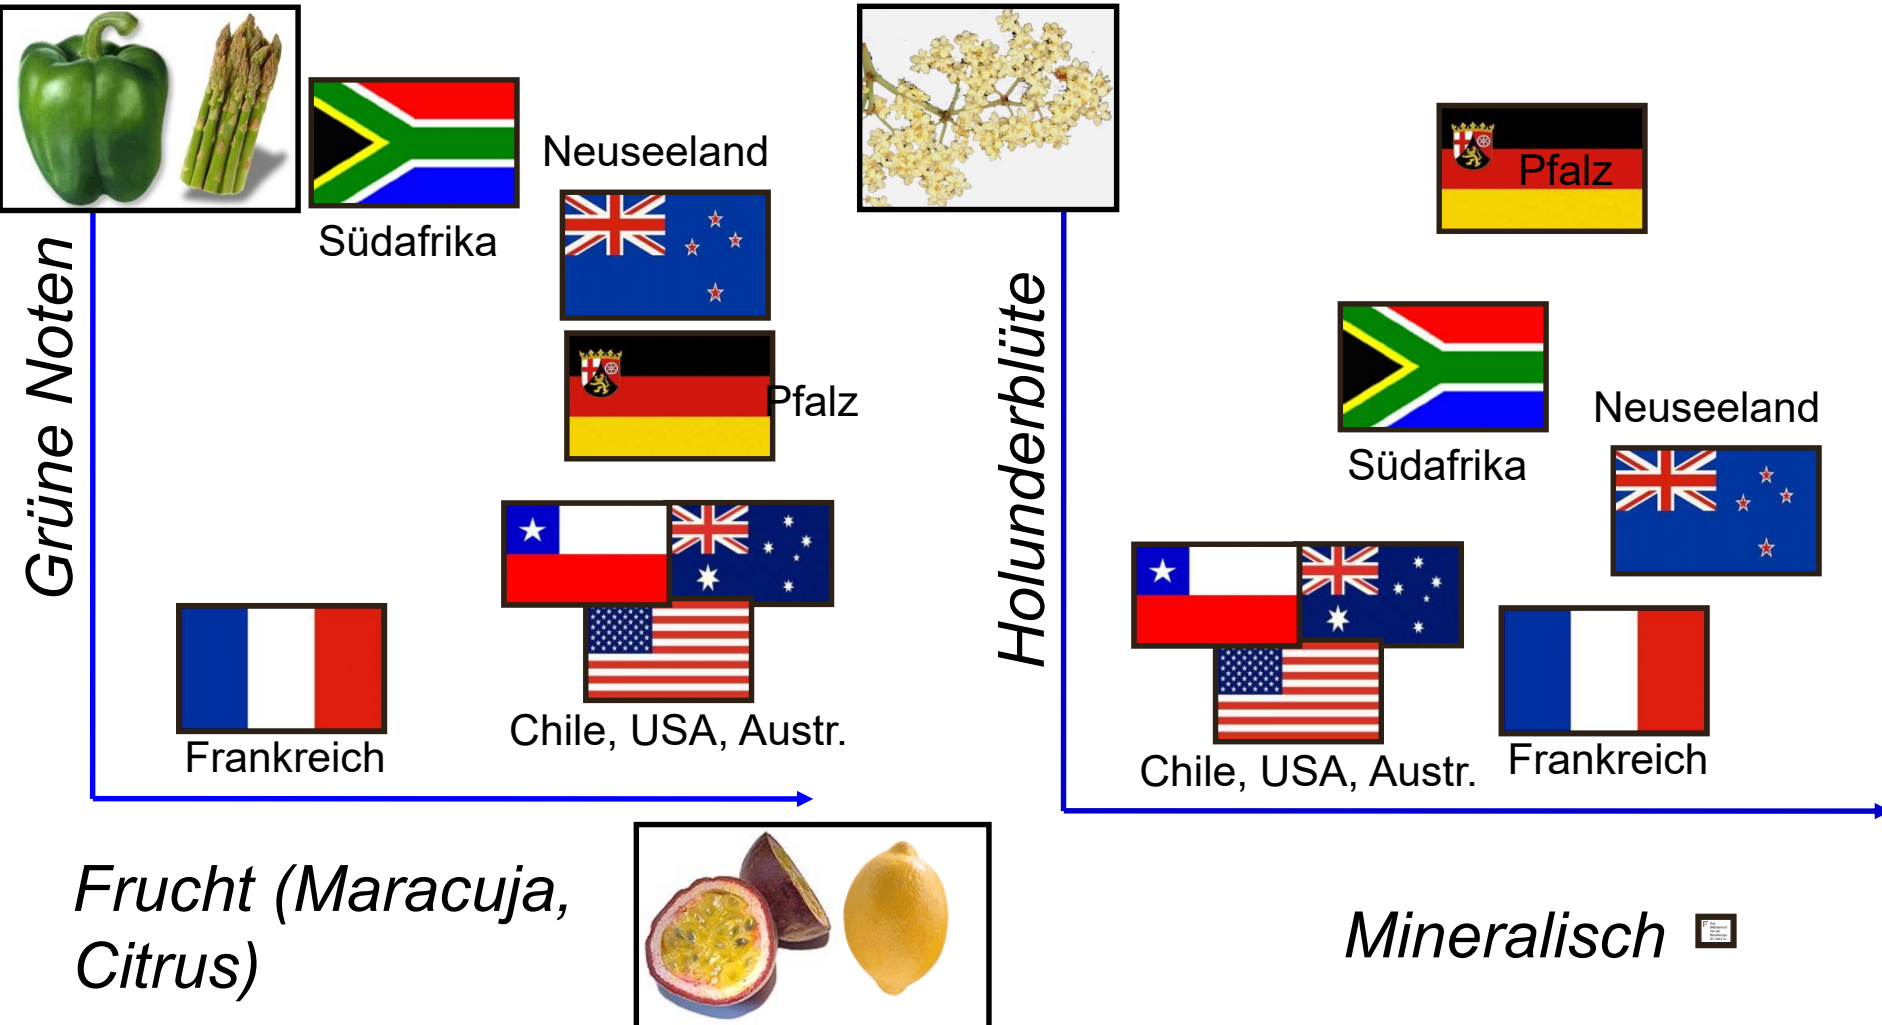 Grüne Noten
Südafrika
Neuseeland
Pfalz
Chile, USA, Austr.
Frankreich
Frucht (Maracuja,
Citrus)
Holunderblüte
Pfalz
Südafrika
Neuseeland
Chile, USA, Austr.
Frankreich
Mineralisch